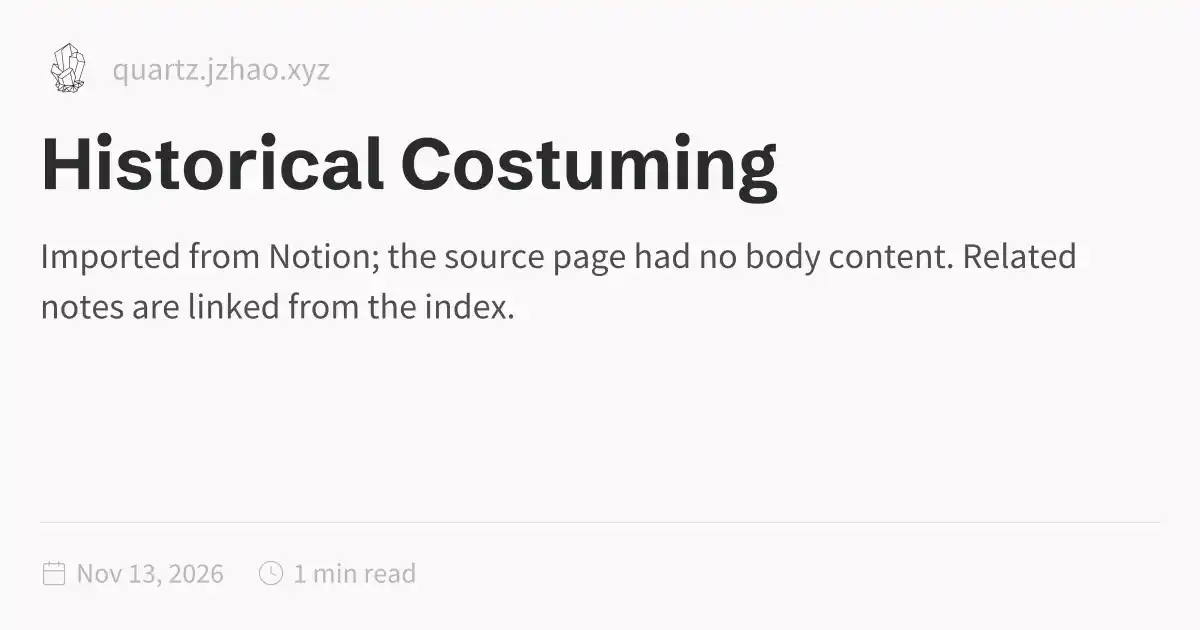 quartz.jzhao.xyz
Historical Costuming
Imported from Notion; the source page had no body content. Related
notes are linked from the index.
Nov 13, 2026 1 min read